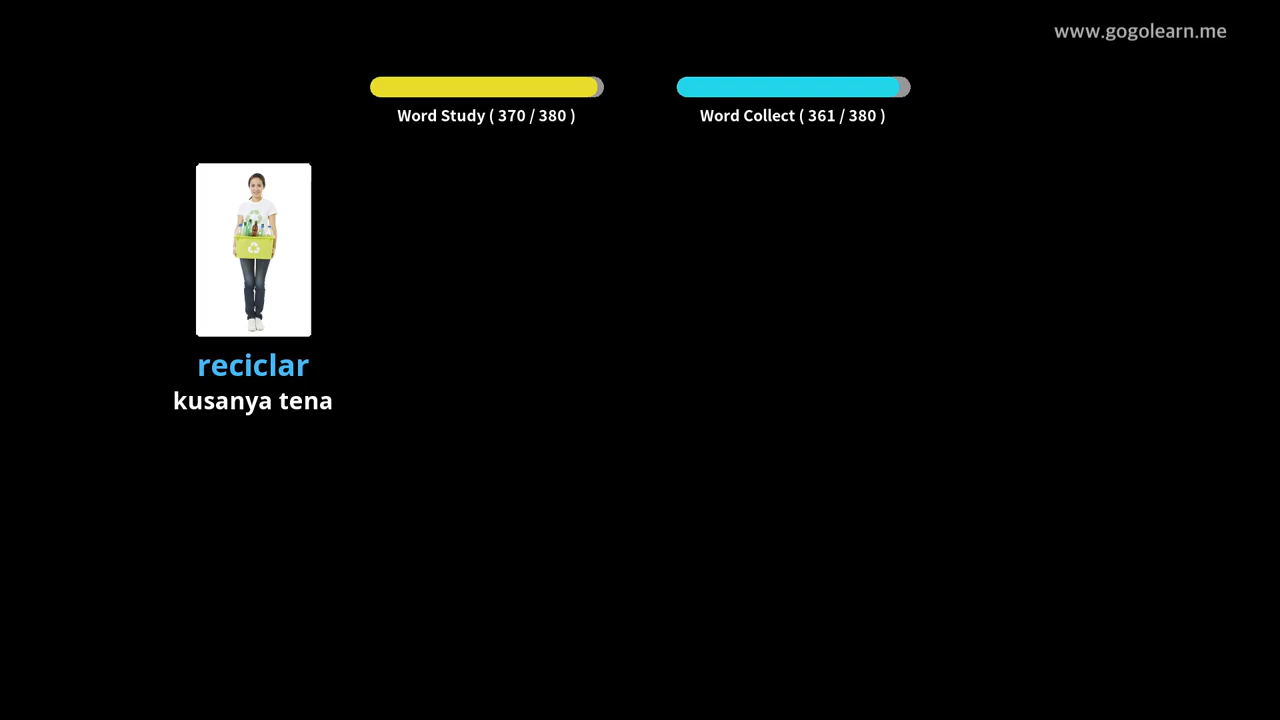 www.gogolearn.me
Word Study ( 370 / 380 )
Word Collect ( 361 / 380 )
reciclar
kusanya tena